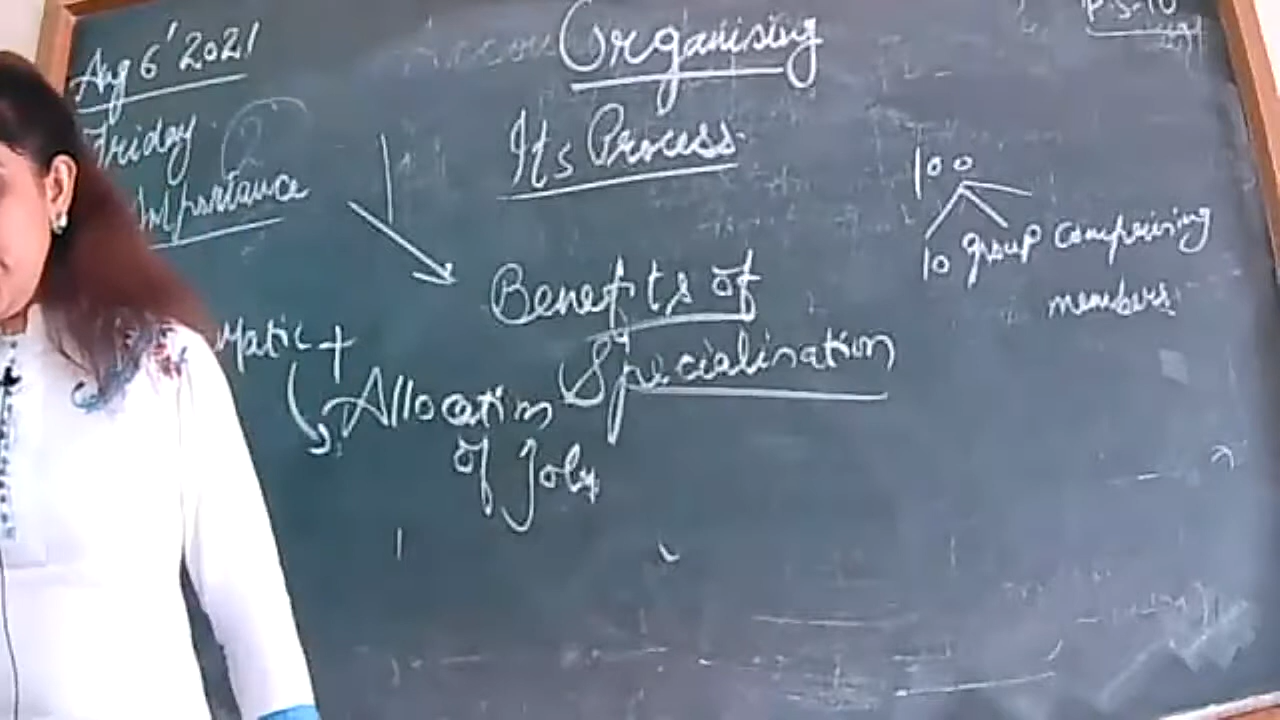 Aug 6' 2021
Friday
Importance
Organising
Its Process
Benefits of
Specialisation
matic +
Allocation
of Jobs
100
10 group comprising
members